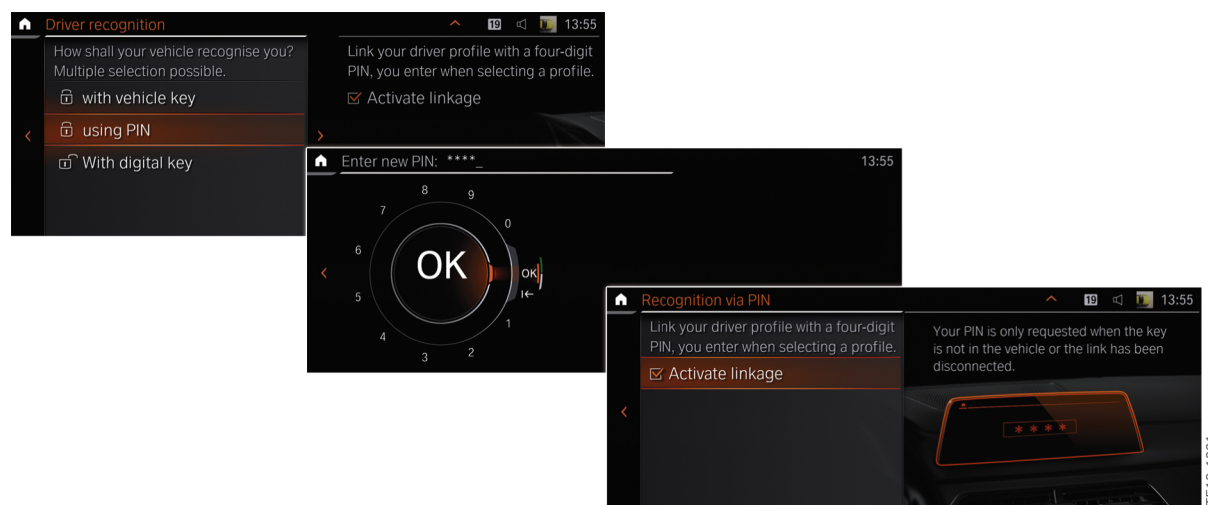 Driver recognition
19
13:55
How shall your vehicle recognise you?
Multiple selection possible.
with vehicle key
using PIN
With digital key
Link your driver profile with a four-digit
PIN, you enter when selecting a profile.
Activate linkage
Enter new PIN: ****_
13:55
8
9
7
0
6
OK
OK
5
1
4
3
2
Recognition via PIN
19
13:55
Link your driver profile with a four-digit
PIN, you enter when selecting a profile.
Activate linkage
Your PIN is only requested when the key
is not in the vehicle or the link has been
disconnected.
* * * *